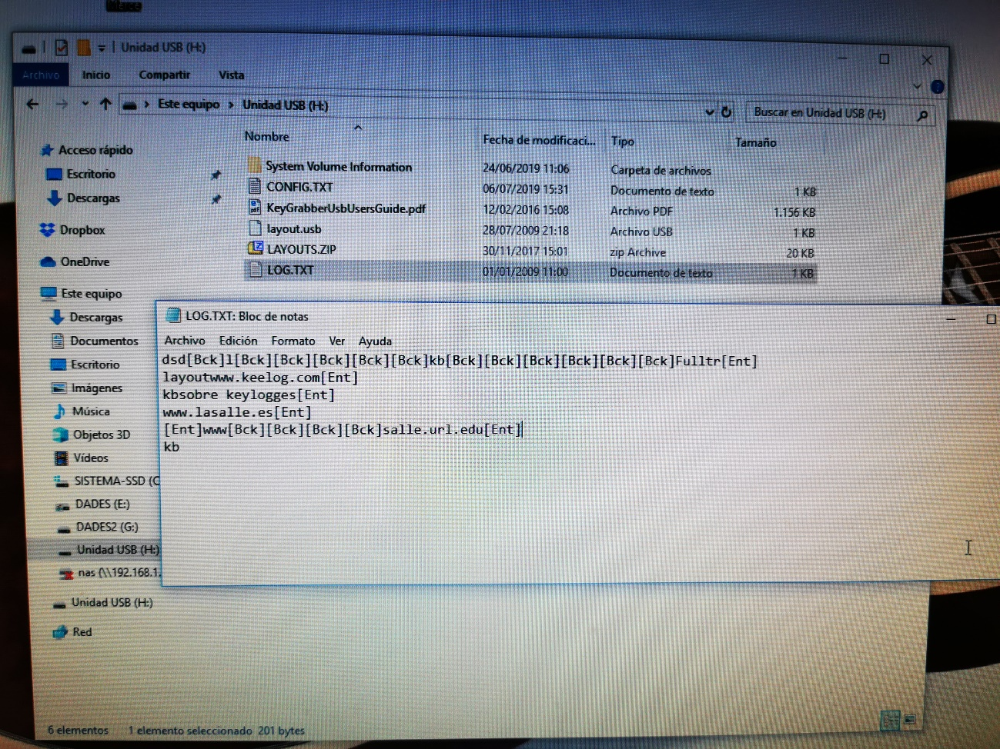 Merce
Unidad USB (H:)
Archivo Inicio Compartir Vista
Este equipo > Unidad USB (H:)
Buscar en Unidad USB (H:)
Nombre Fecha de modificaci... Tipo Tamaño
System Volume Information 24/06/2019 11:06 Carpeta de archivos
CONFIG.TXT 06/07/2019 15:31 Documento de texto 1 KB
KeyGrabberUsbUsersGuide.pdf 12/02/2016 15:08 Archivo PDF 1.156 KB
layout.usb 28/07/2009 21:18 Archivo USB 1 KB
LAYOUTS.ZIP 30/11/2017 15:01 zip Archive 20 KB
LOG.TXT 01/01/2009 11:00 Documento de texto 1 KB
Acceso rápido
Escritorio
Descargas
Dropbox
OneDrive
Este equipo
Descargas
Documentos
Escritorio
Imágenes
Música
Objetos 3D
Vídeos
SISTEMA-SSD (C
DADES (E:)
DADES2 (G:)
Unidad USB (H:)
nas (\\192.168.1.
Unidad USB (H:)
Red
LOG.TXT: Bloc de notas
Archivo Edición Formato Ver Ayuda
dsd[Bck]l[Bck][Bck][Bck][Bck][Bck]kb[Bck][Bck][Bck][Bck][Bck][Bck]Fulltr[Ent]
layoutwww.keelog.com[Ent]
kbsobre keylogges[Ent]
www.lasalle.es[Ent]
[Ent]www[Bck][Bck][Bck][Bck]salle.url.edu[Ent]
kb
6 elementos 1 elemento seleccionado 201 bytes